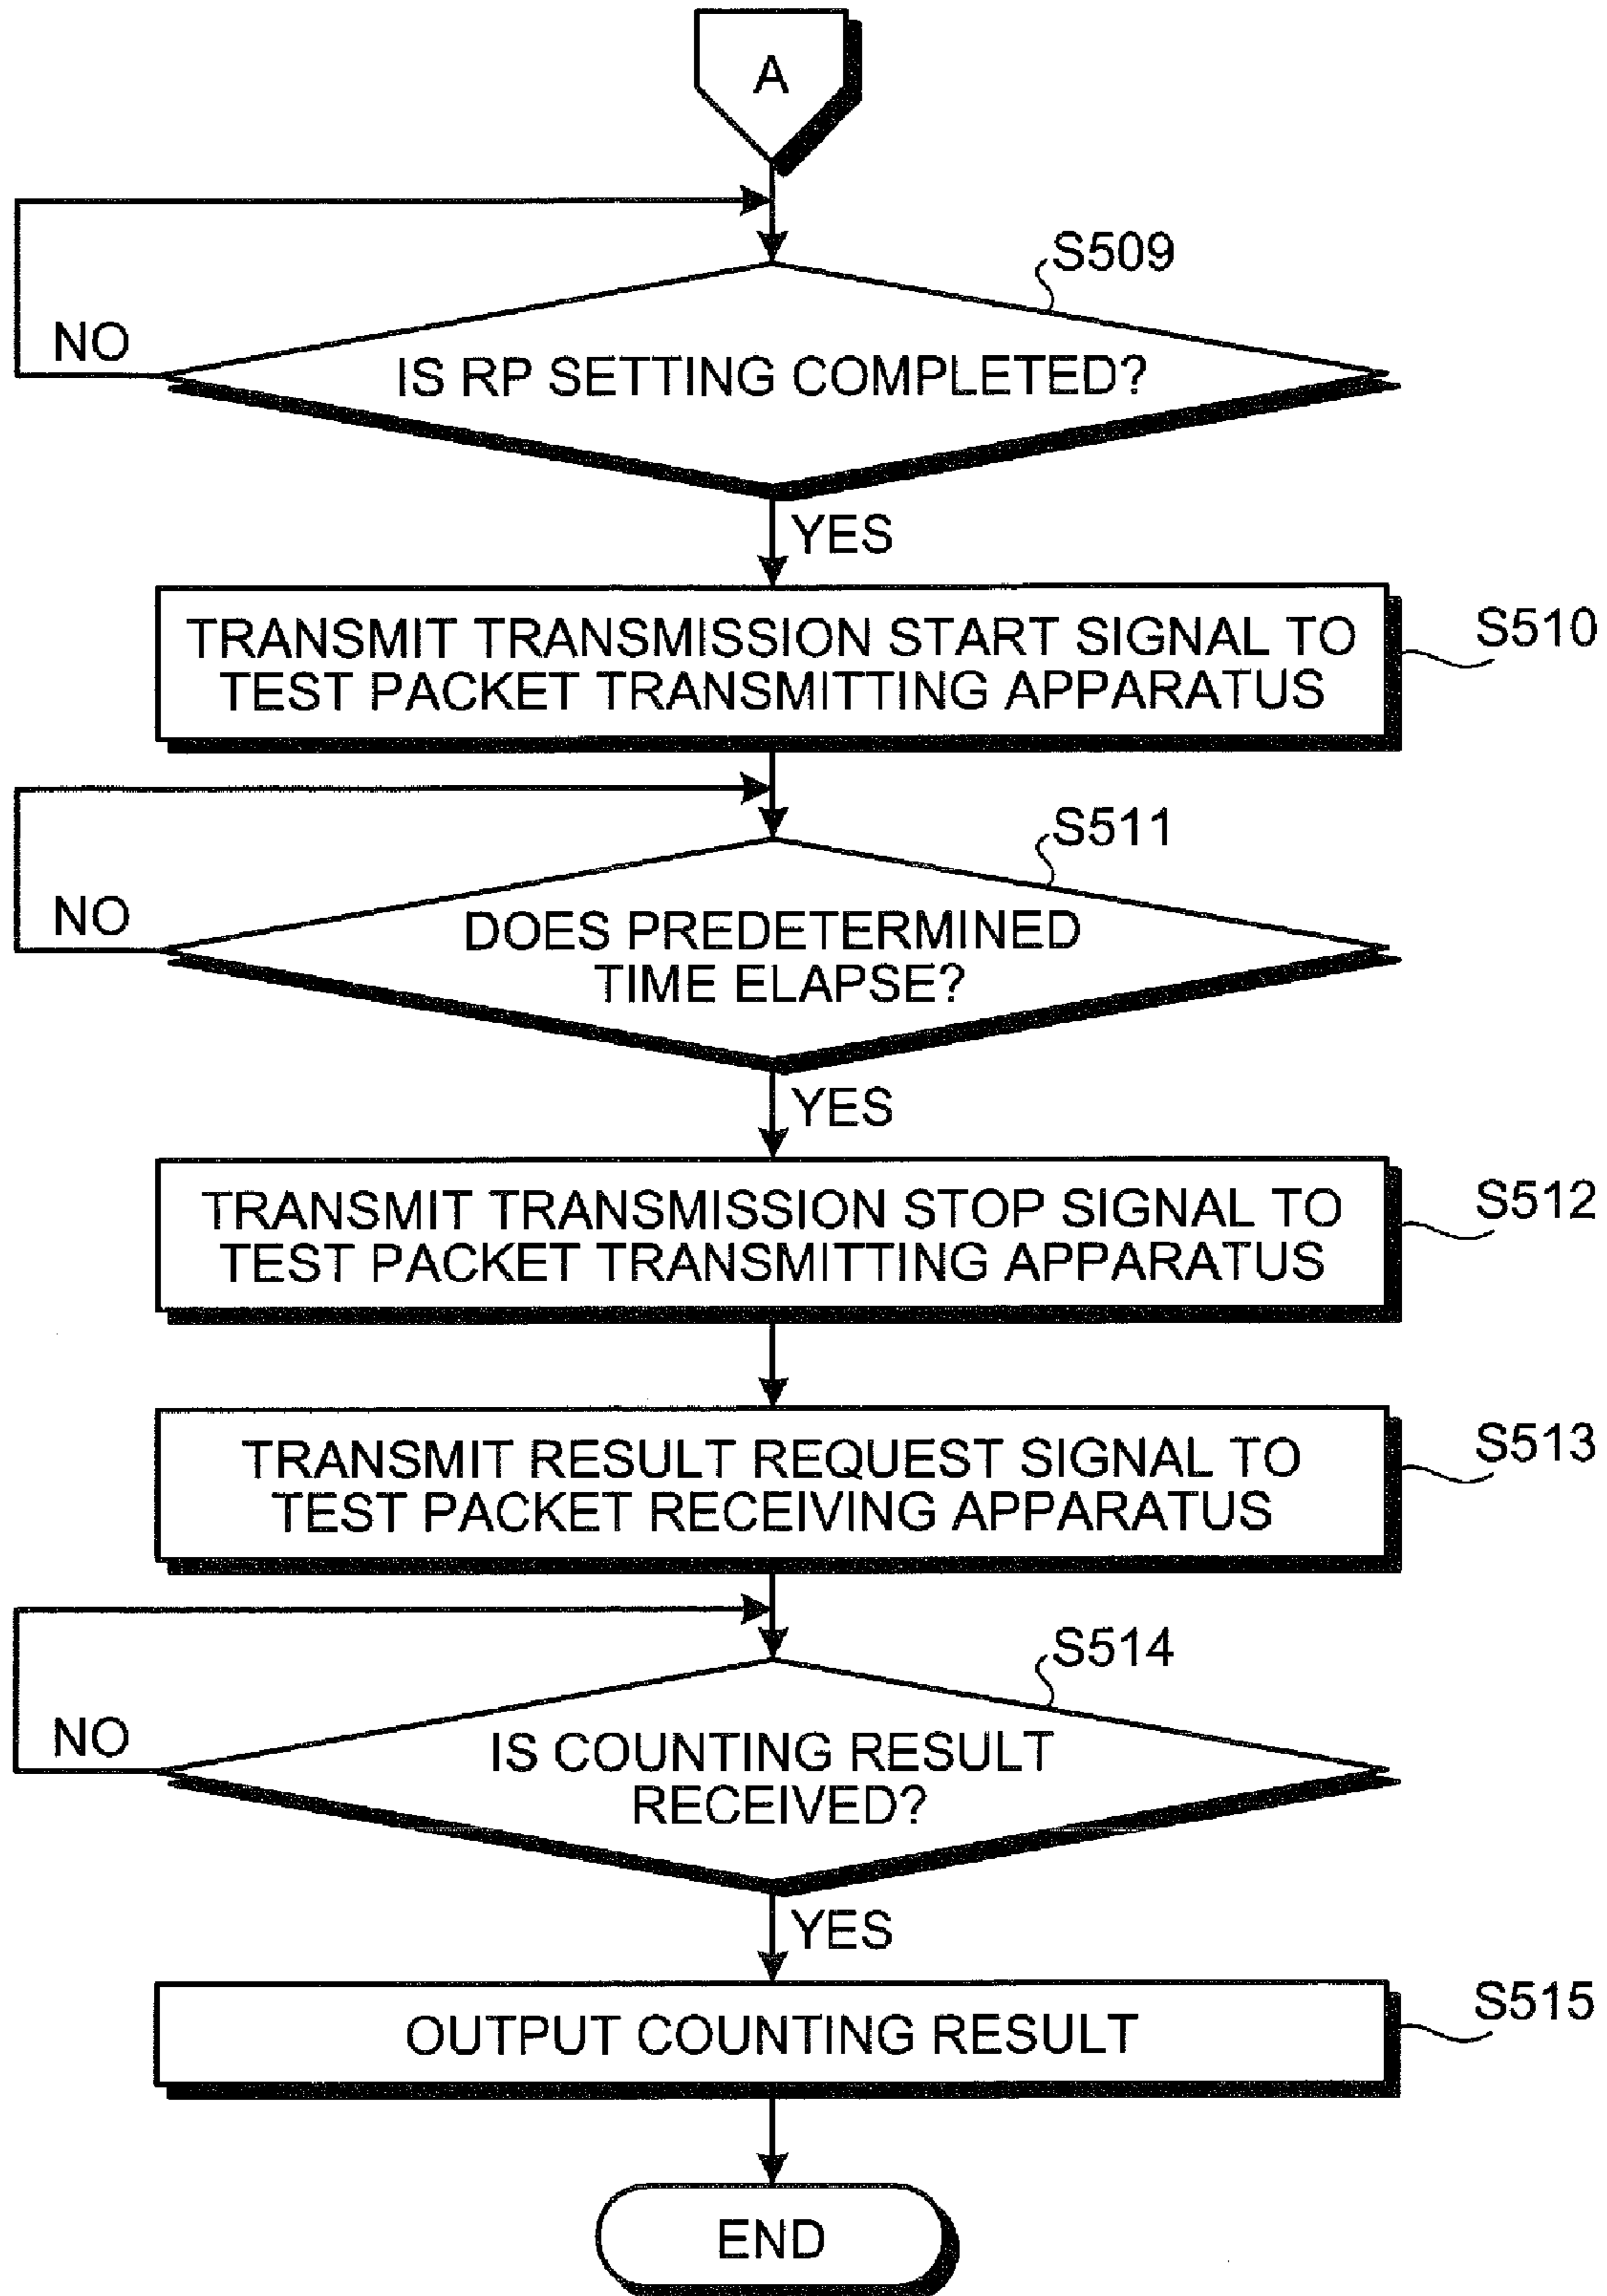 A
S509
NO
IS RP SETTING COMPLETED?
YES
TRANSMIT TRANSMISSION START SIGNAL TO
TEST PACKET TRANSMITTING APPARATUS
S510
S511
NO
DOES PREDETERMINED
TIME ELAPSE?
YES
TRANSMIT TRANSMISSION STOP SIGNAL TO
TEST PACKET TRANSMITTING APPARATUS
S512
TRANSMIT RESULT REQUEST SIGNAL TO
TEST PACKET RECEIVING APPARATUS
S513
S514
NO
IS COUNTING RESULT
RECEIVED?
YES
OUTPUT COUNTING RESULT
S515
END